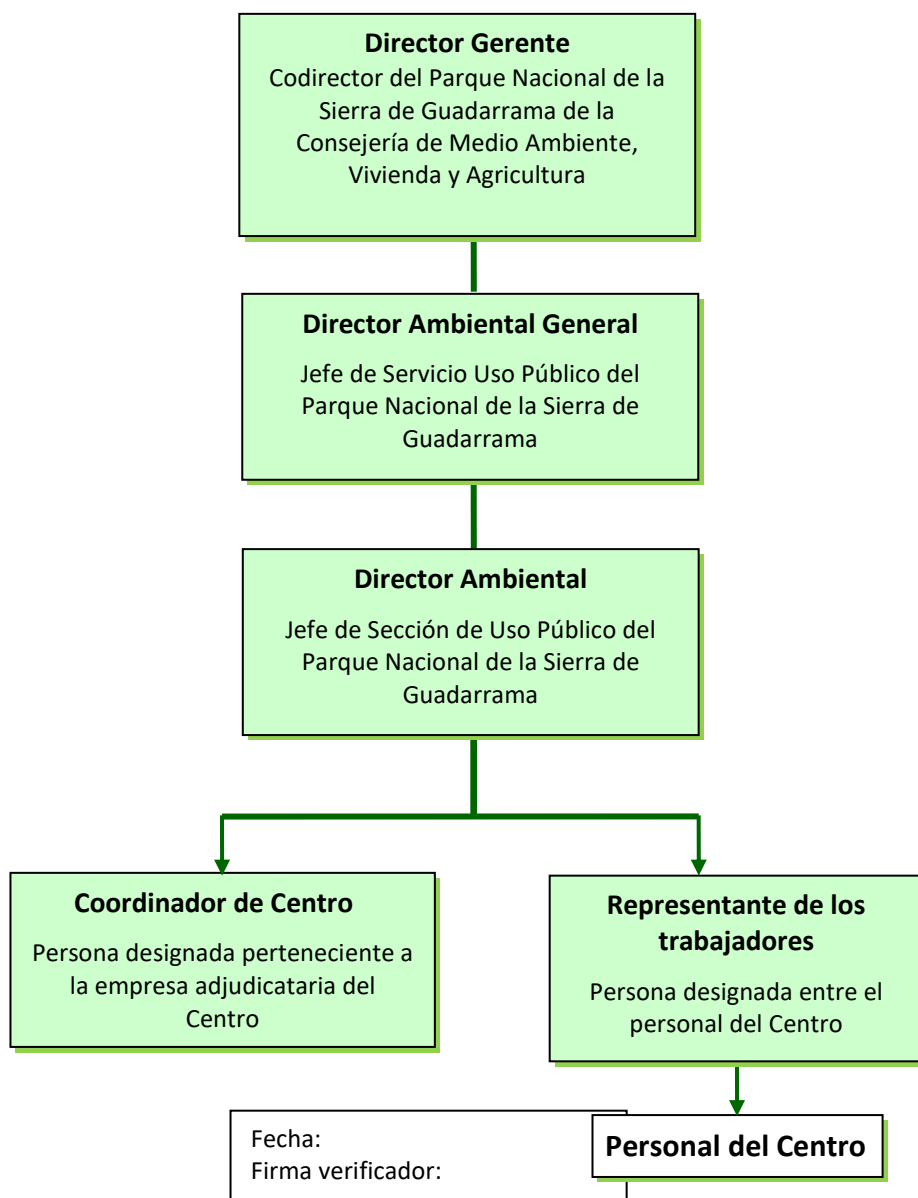 Director Gerente
Codirector del Parque Nacional de la
Sierra de Guadarrama de la
Consejería de Medio Ambiente,
Vivienda y Agricultura
Director Ambiental General
Jefe de Servicio Uso Público del
Parque Nacional de la Sierra de
Guadarrama
Director Ambiental
Jefe de Sección de Uso Público del
Parque Nacional de la Sierra de
Guadarrama
Coordinador de Centro
Persona designada perteneciente a
la empresa adjudicataria del
Centro
Representante de los
trabajadores
Persona designada entre el
personal del Centro
Personal del Centro
Fecha:
Firma verificador: